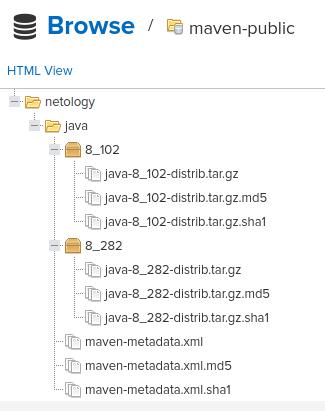 Browse / maven-public
HTML View
netology
java
8_102
java-8_102-distrib.tar.gz
java-8_102-distrib.tar.gz.md5
java-8_102-distrib.tar.gz.sha1
8_282
java-8_282-distrib.tar.gz
java-8_282-distrib.tar.gz.md5
java-8_282-distrib.tar.gz.sha1
maven-metadata.xml
maven-metadata.xml.md5
maven-metadata.xml.sha1